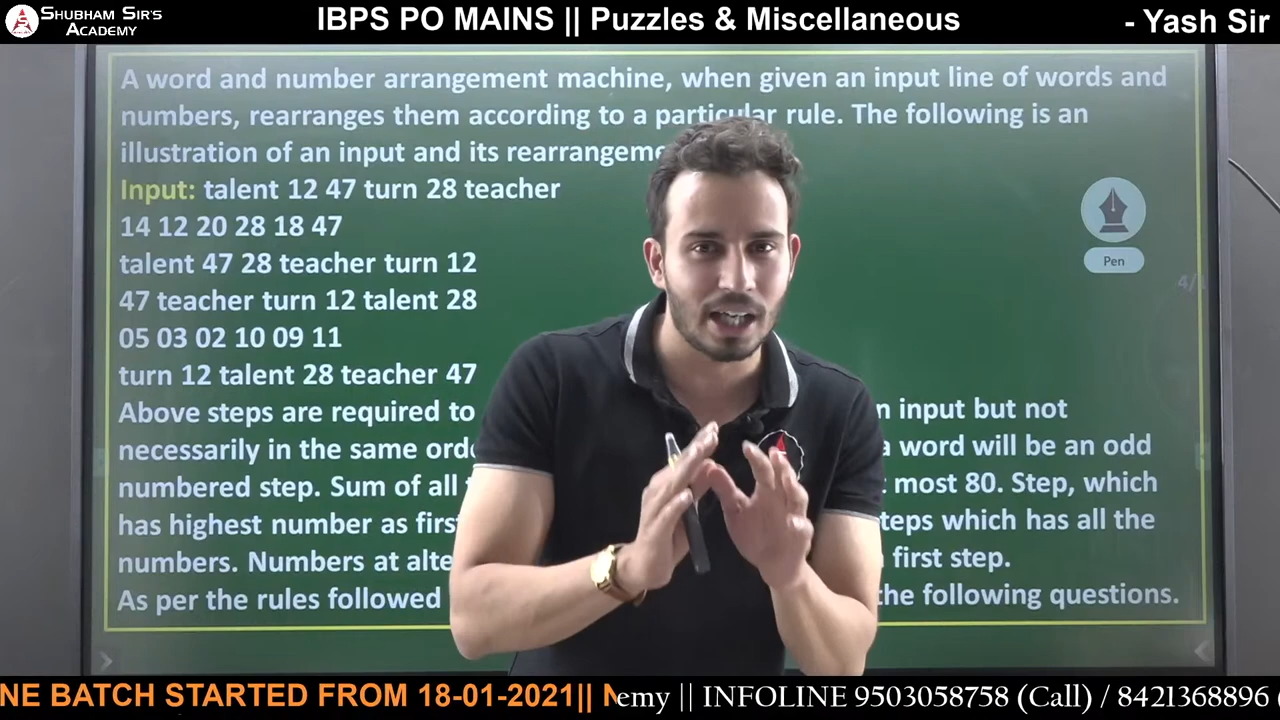 SHUBHAM SIR'S
ACADEMY
IBPS PO MAINS || Puzzles & Miscellaneous
- Yash Sir
A word and number arrangement machine, when given an input line of words and
numbers, rearranges them according to a particular rule. The following is an
illustration of an input and its
Input: talent 12 47 turn 28 teacher
14 12 20 28 18 47
talent 47 28 teacher turn 12
47 teacher turn 12 talent 28
05 03 02 10 09 11
turn 12 talent 28 teacher 47
Above steps are required to input but not
necessarily in the same a word will be an odd
numbered step. Sum of all most 80. Step, which
has highest number as which has all the
numbers. Numbers at first step.
As per the rules followed the following questions.
Pen
NE BATCH STARTED FROM 18-01-2021|| emy || INFOLINE 9503058758 (Call) / 8421368896